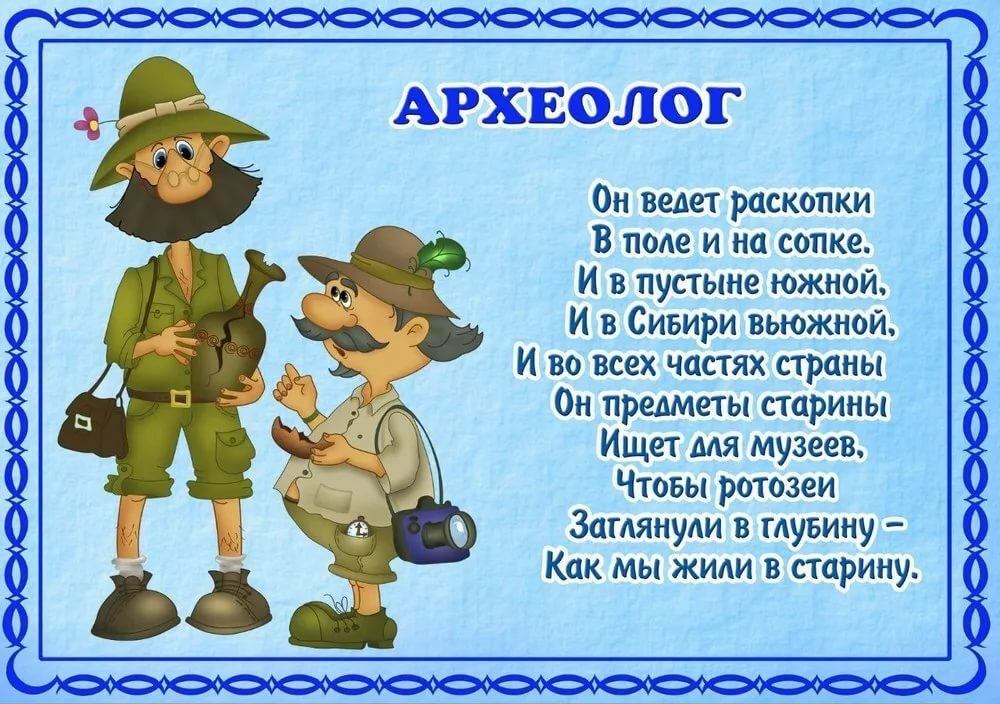 АРХЕОЛОГ
Он ведет раскопки
В поле и на сопке.
И в пустыне южной,
И в Сибири вьюжной,
И во всех частях страны
Он предметы старины
Ищет для музеев,
Чтобы ротозеи
Заглянули в глубину –
Как мы жили в старину.